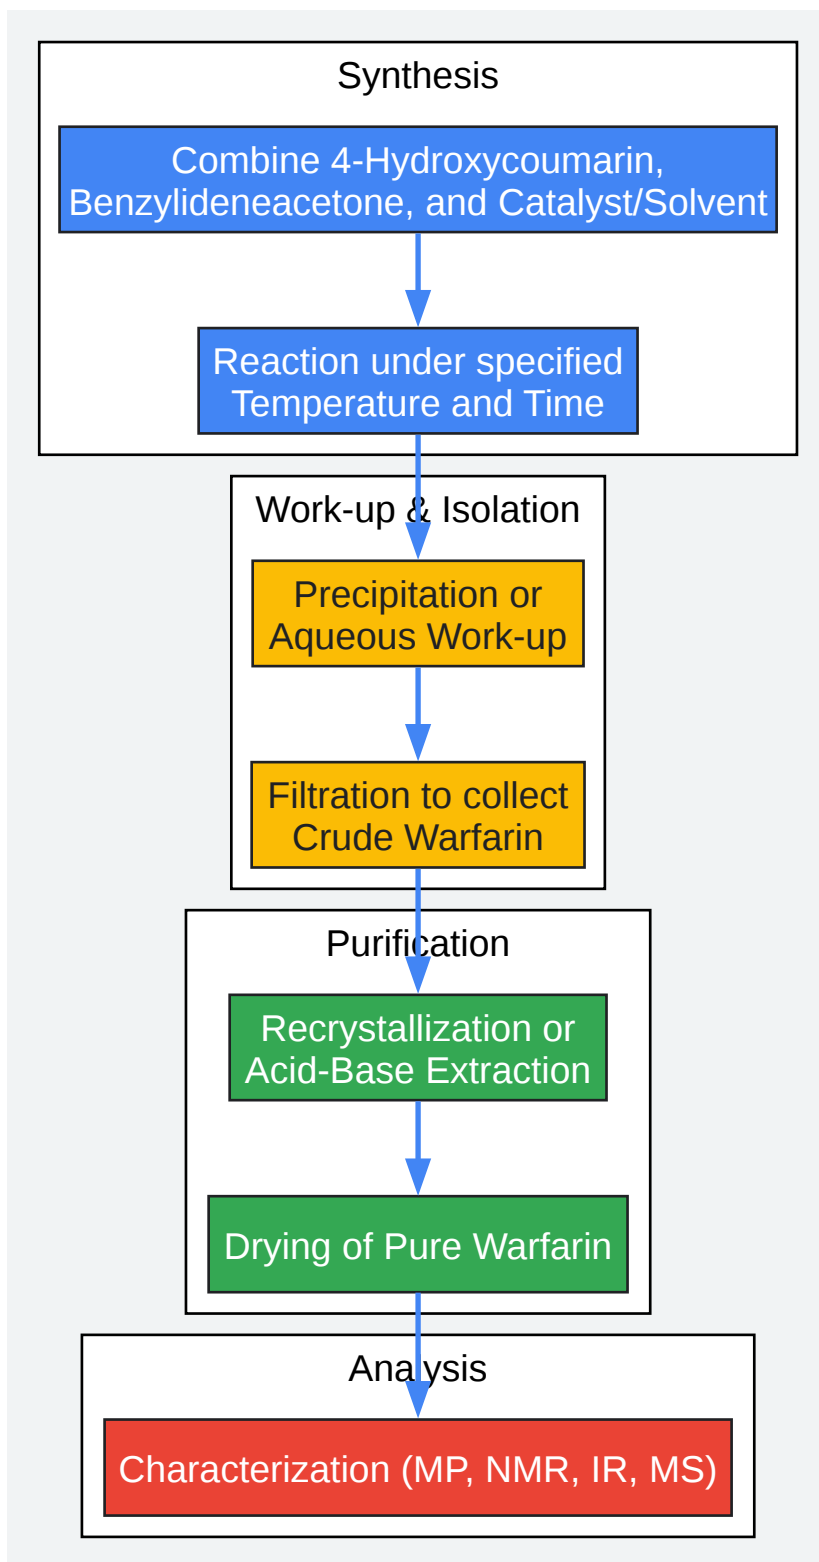 Synthesis
Combine 4-Hydroxycoumarin,
Benzylideneacetone, and Catalyst/Solvent
Reaction under specified
Temperature and Time
Work-up & Isolation
Precipitation or
Aqueous Work-up
Filtration to collect
Crude Warfarin
Purification
Recrystallization or
Acid-Base Extraction
Drying of Pure Warfarin
Analysis
Characterization (MP, NMR, IR, MS)